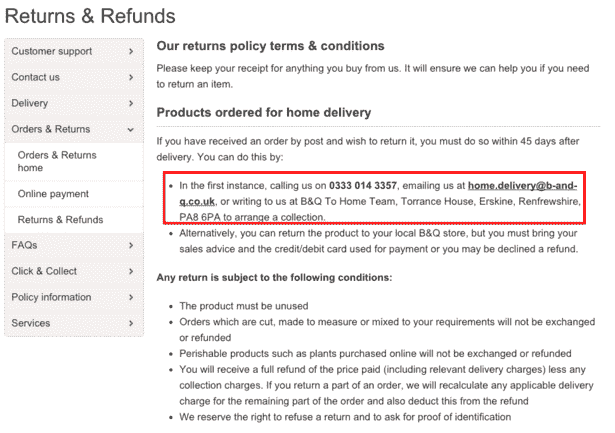 Returns & Refunds
Customer support
Contact us
Delivery
Orders & Returns
Orders & Returns
home
Online payment
Returns & Refunds
FAQs
Click & Collect
Policy information
Services
Our returns policy terms & conditions
Please keep your receipt for anything you buy from us. It will ensure we can help you if you need
to return an item.
Products ordered for home delivery
If you have received an order by post and wish to return it, you must do so within 45 days after
delivery. You can do this by:
• In the first instance, calling us on 0333 014 3357, emailing us at home.delivery@b-and-
q.co.uk, or writing to us at B&Q To Home Team, Torrance House, Erskine, Renfrewshire,
PA8 6PA to arrange a collection.
• Alternatively, you can return the product to your local B&Q store, but you must bring your
sales advice and the credit/debit card used for payment or you may be declined a refund.
Any return is subject to the following conditions:
• The product must be unused
• Orders which are cut, made to measure or mixed to your requirements will not be exchanged
or refunded
• Perishable products such as plants purchased online will not be exchanged or refunded
• You will receive a full refund of the price paid (including relevant delivery charges) less any
collection charges. If you return a part of an order, we will recalculate any applicable delivery
charge for the remaining part of the order and also deduct this from the refund
• We reserve the right to refuse a return and to ask for proof of identification